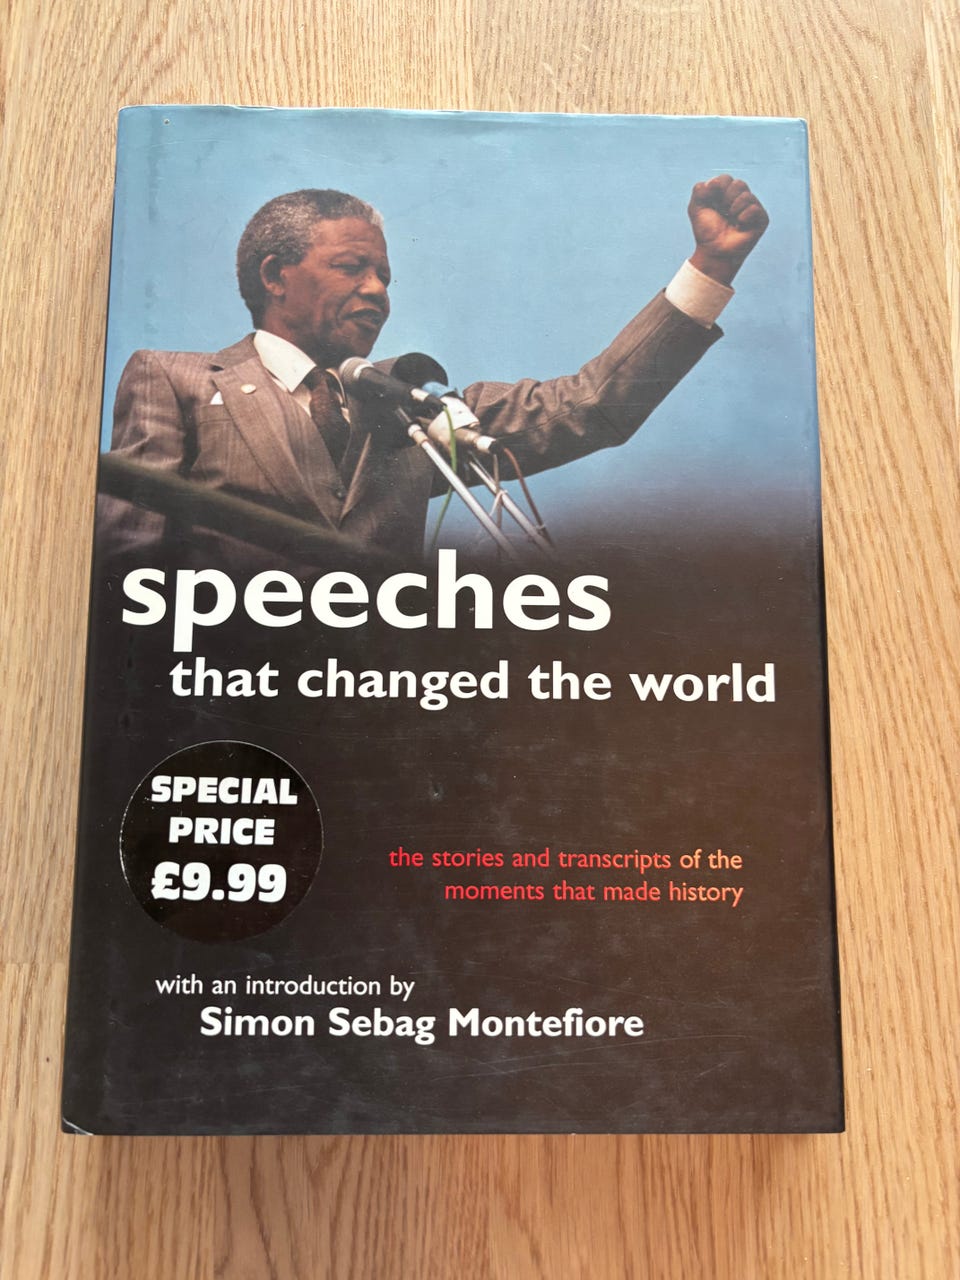 speeches
that changed the world
SPECIAL
PRICE
£9.99
the stories and transcripts of the
moments that made history
with an introduction by
Simon Sebag Montefiore